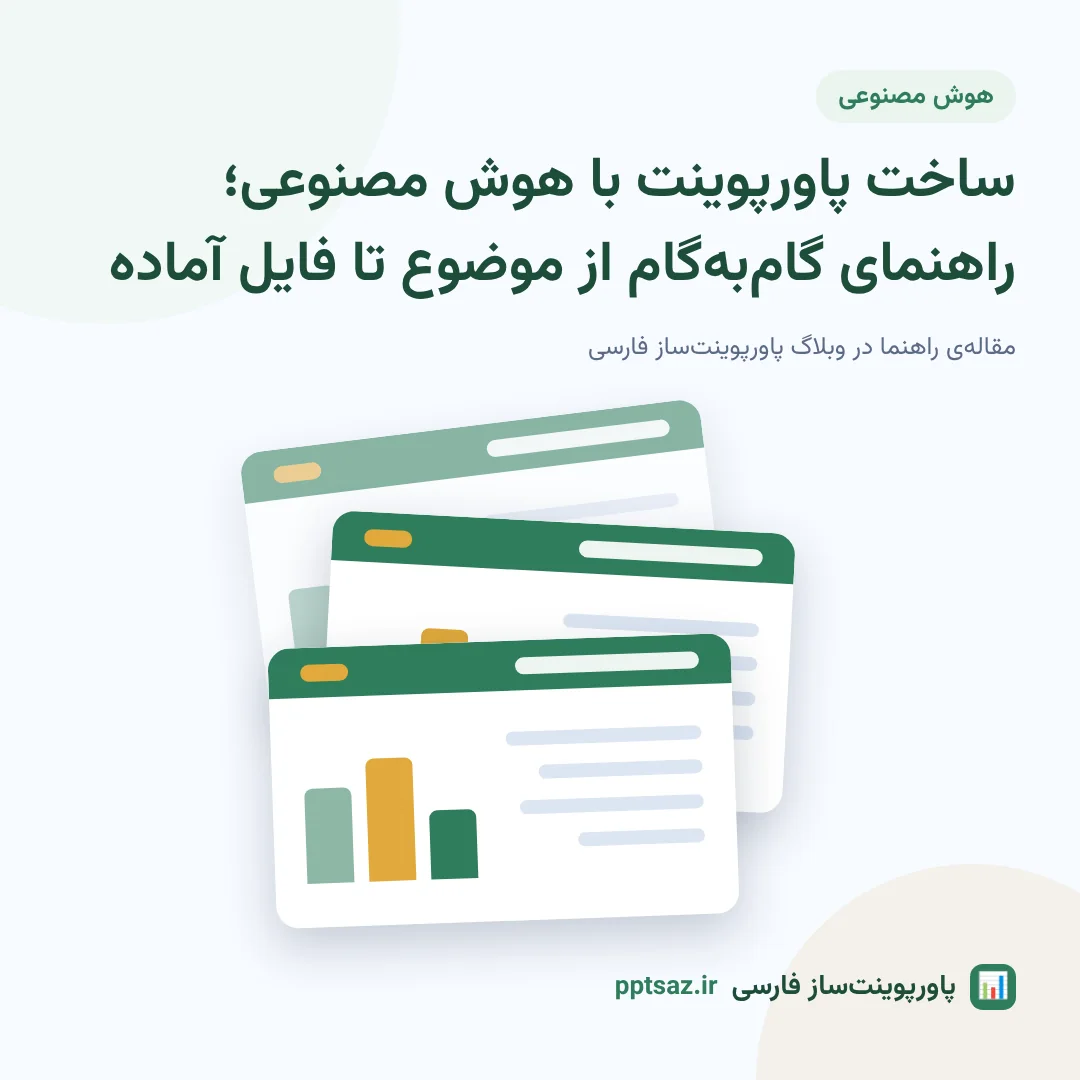 هوش مصنوعی
ساخت پاورپوینت با هوش مصنوعی؛
راهنمای گام‌به‌گام از موضوع تا فایل آماده
مقاله‌ی راهنما در وبلاگ پاورپوینت‌ساز فارسی
پاورپوینت‌ساز فارسی pptsaz.ir